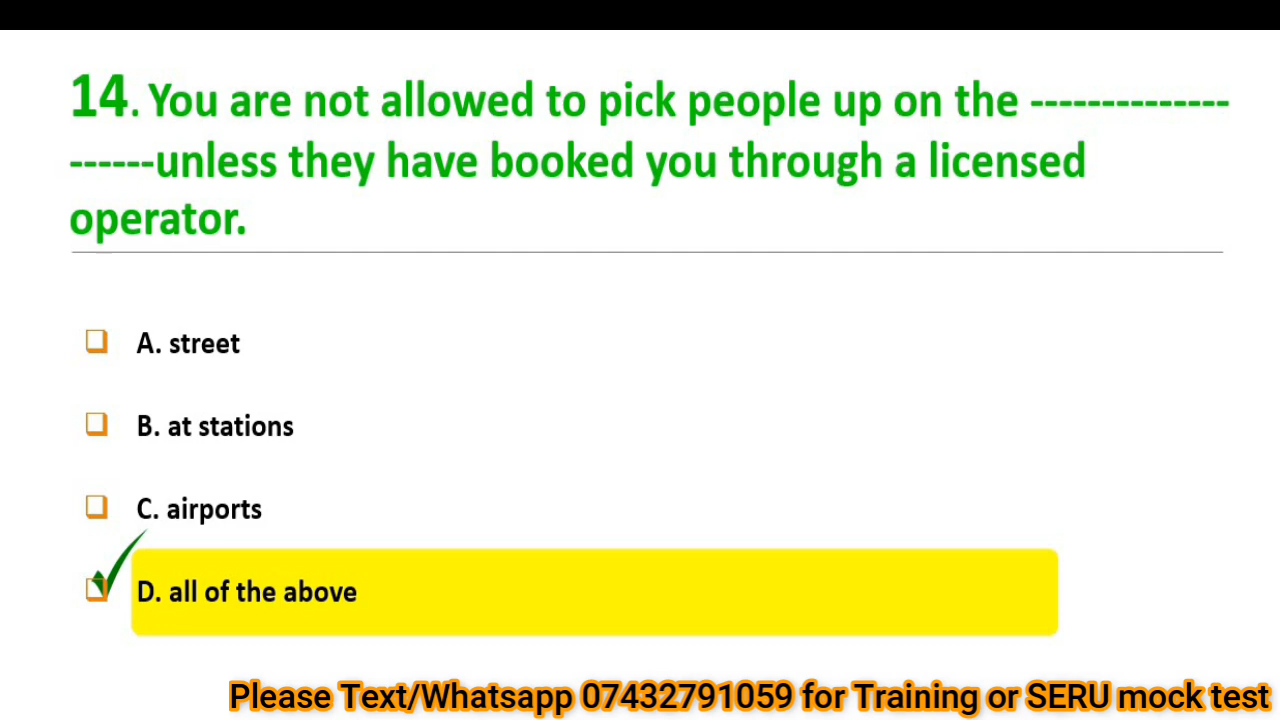 14. You are not allowed to pick people up on the --------------
------unless they have booked you through a licensed
operator.
A. street
B. at stations
C. airports
D. all of the above
Please Text/Whatsapp 07432791059 for Training or SERU mock test